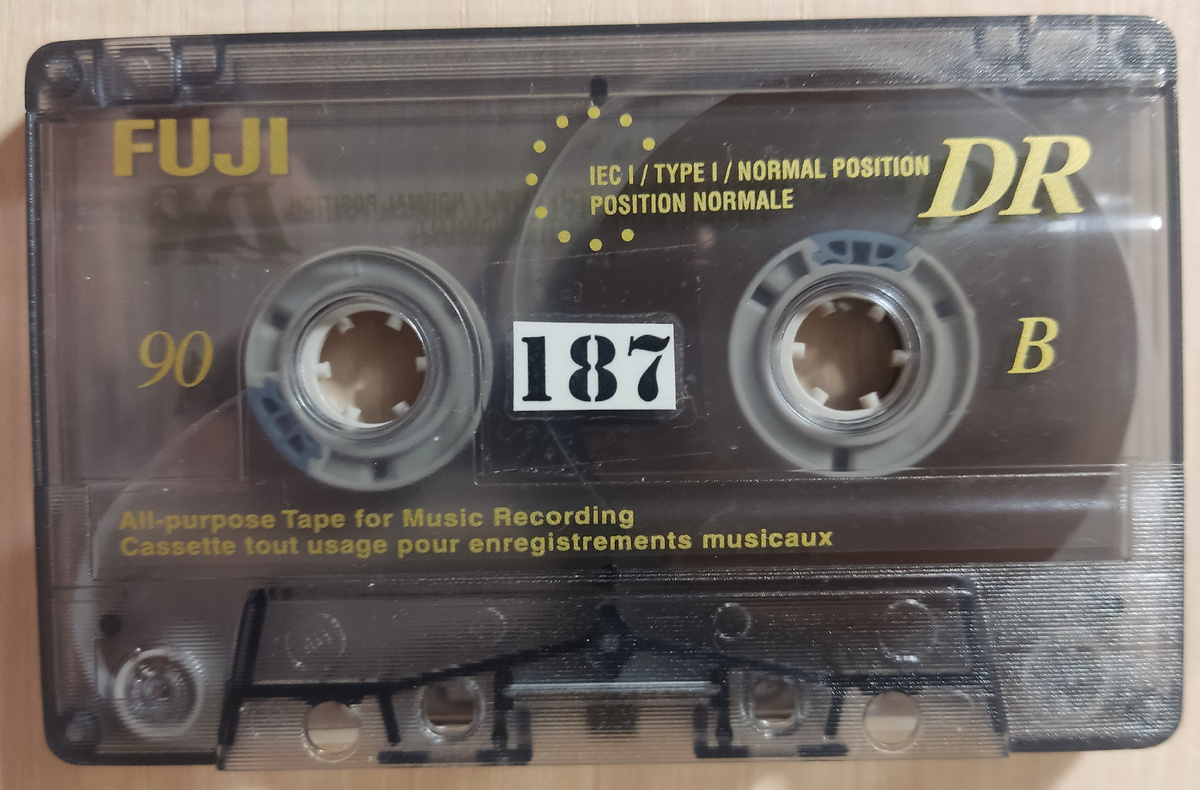 FUJI
IEC I / TYPE I / NORMAL POSITION
POSITION NORMALE
DR
90
187
B
All-purpose Tape for Music Recording
Cassette tout usage pour enregistrements musicaux